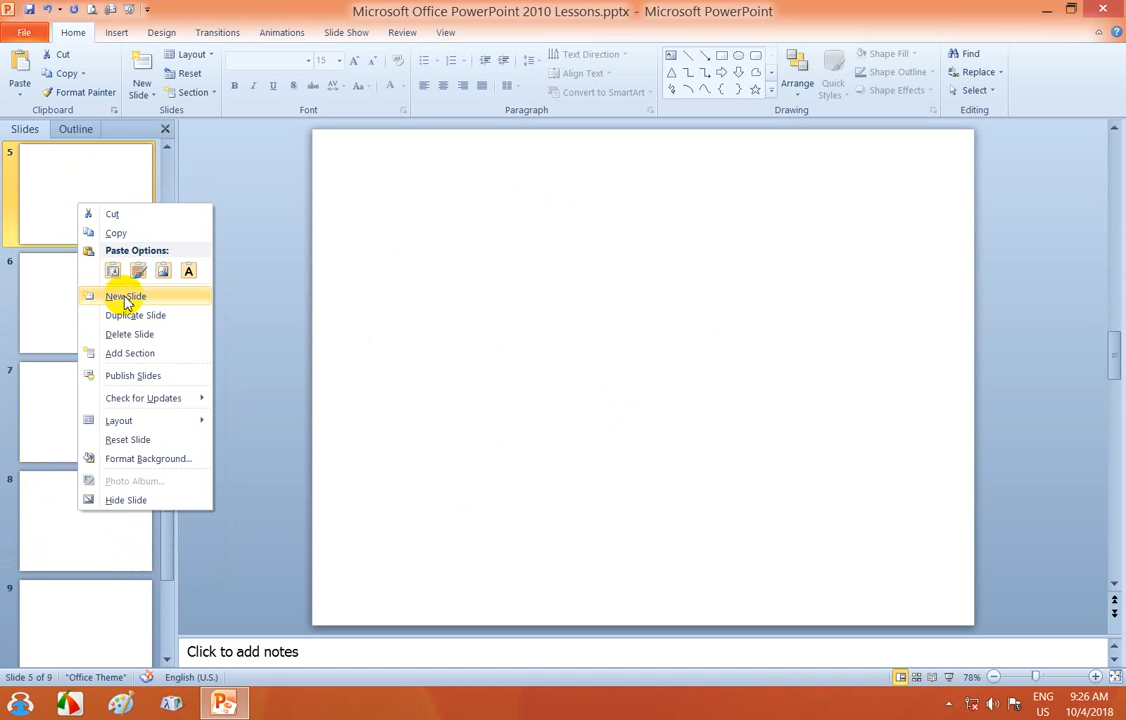 Microsoft Office PowerPoint 2010 Lessons.pptx - Microsoft PowerPoint
File Home Insert Design Transitions Animations Slide Show Review View
Paste
Cut
Copy
Format Painter
Clipboard
New
Slide
Layout
Reset
Section
Slides
15
B I U S abc AV Aa A
Font
Text Direction
Align Text
Convert to SmartArt
Paragraph
Arrange
Quick
Styles
Shape Fill
Shape Outline
Shape Effects
Drawing
Find
Replace
Select
Editing
Slides Outline
5
6
7
8
9
Cut
Copy
Paste Options:
A
New Slide
Duplicate Slide
Delete Slide
Add Section
Publish Slides
Check for Updates
Layout
Reset Slide
Format Background...
Photo Album...
Hide Slide
Click to add notes
Slide 5 of 9 "Office Theme" English (U.S.) 78%
ENG
US
9:26 AM
10/4/2018